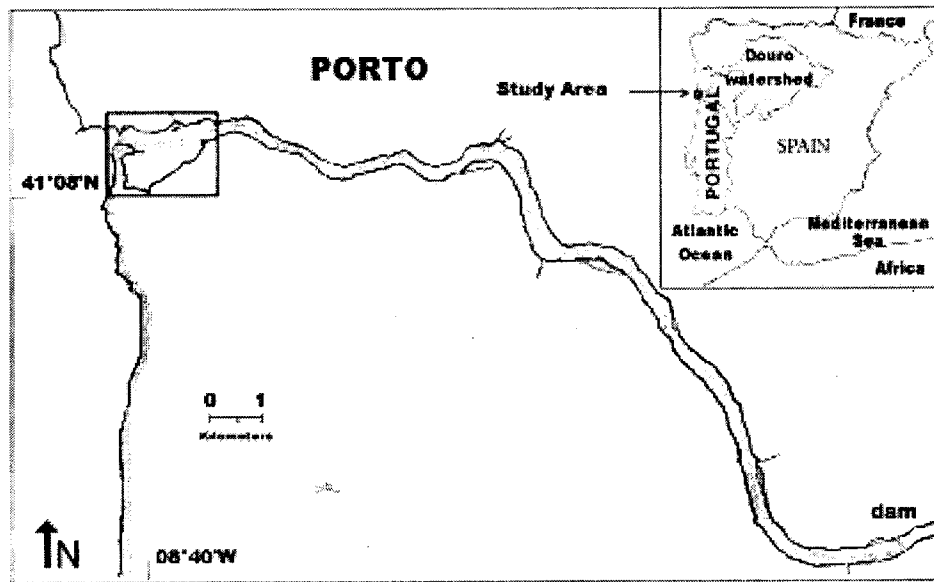 PORTO
41°08'N
0 1
Kilometers
N
08°40'W
dam
France
Douro
watershed
Study Area
PORTUGAL
SPAIN
Atlantic
Ocean
Mediterranean
Sea
Africa